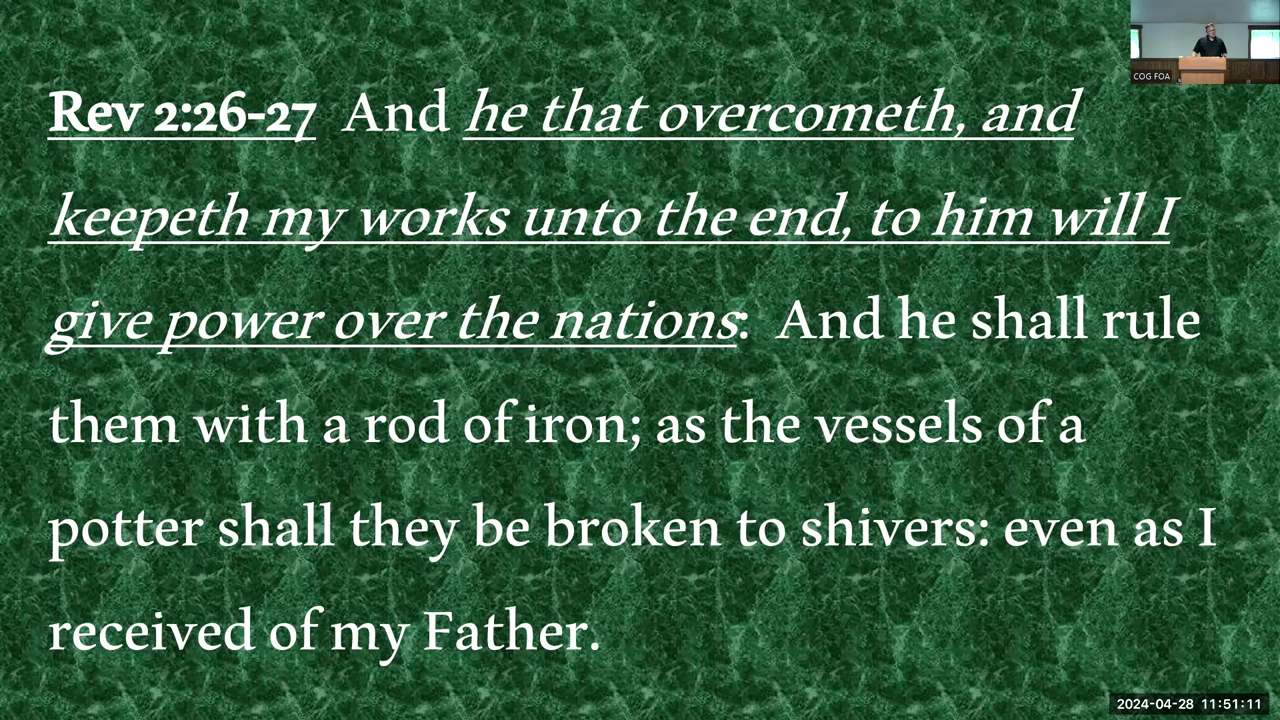 COG FOA
Rev 2:26-27 And he that overcometh, and
keepeth my works unto the end, to him will I
give power over the nations: And he shall rule
them with a rod of iron; as the vessels of a
potter shall they be broken to shivers: even as I
received of my Father.
2024-04-28 11:51:11